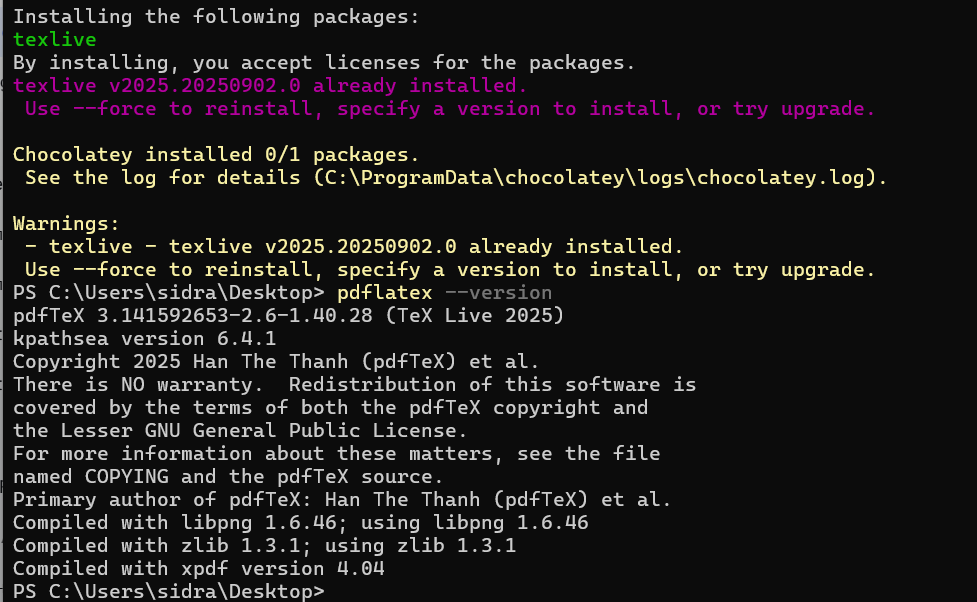 Installing the following packages:
texlive
By installing, you accept licenses for the packages.
texlive v2025.20250902.0 already installed.
 Use --force to reinstall, specify a version to install, or try upgrade.

Chocolatey installed 0/1 packages.
 See the log for details (C:\ProgramData\chocolatey\logs\chocolatey.log).

Warnings:
 - texlive - texlive v2025.20250902.0 already installed.
 Use --force to reinstall, specify a version to install, or try upgrade.
PS C:\Users\sidra\Desktop> pdflatex --version
pdfTeX 3.141592653-2.6-1.40.28 (TeX Live 2025)
kpathsea version 6.4.1
Copyright 2025 Han The Thanh (pdfTeX) et al.
There is NO warranty.  Redistribution of this software is
covered by the terms of both the pdfTeX copyright and
the Lesser GNU General Public License.
For more information about these matters, see the file
named COPYING and the pdfTeX source.
Primary author of pdfTeX: Han The Thanh (pdfTeX) et al.
Compiled with libpng 1.6.46; using libpng 1.6.46
Compiled with zlib 1.3.1; using zlib 1.3.1
Compiled with xpdf version 4.04
PS C:\Users\sidra\Desktop>